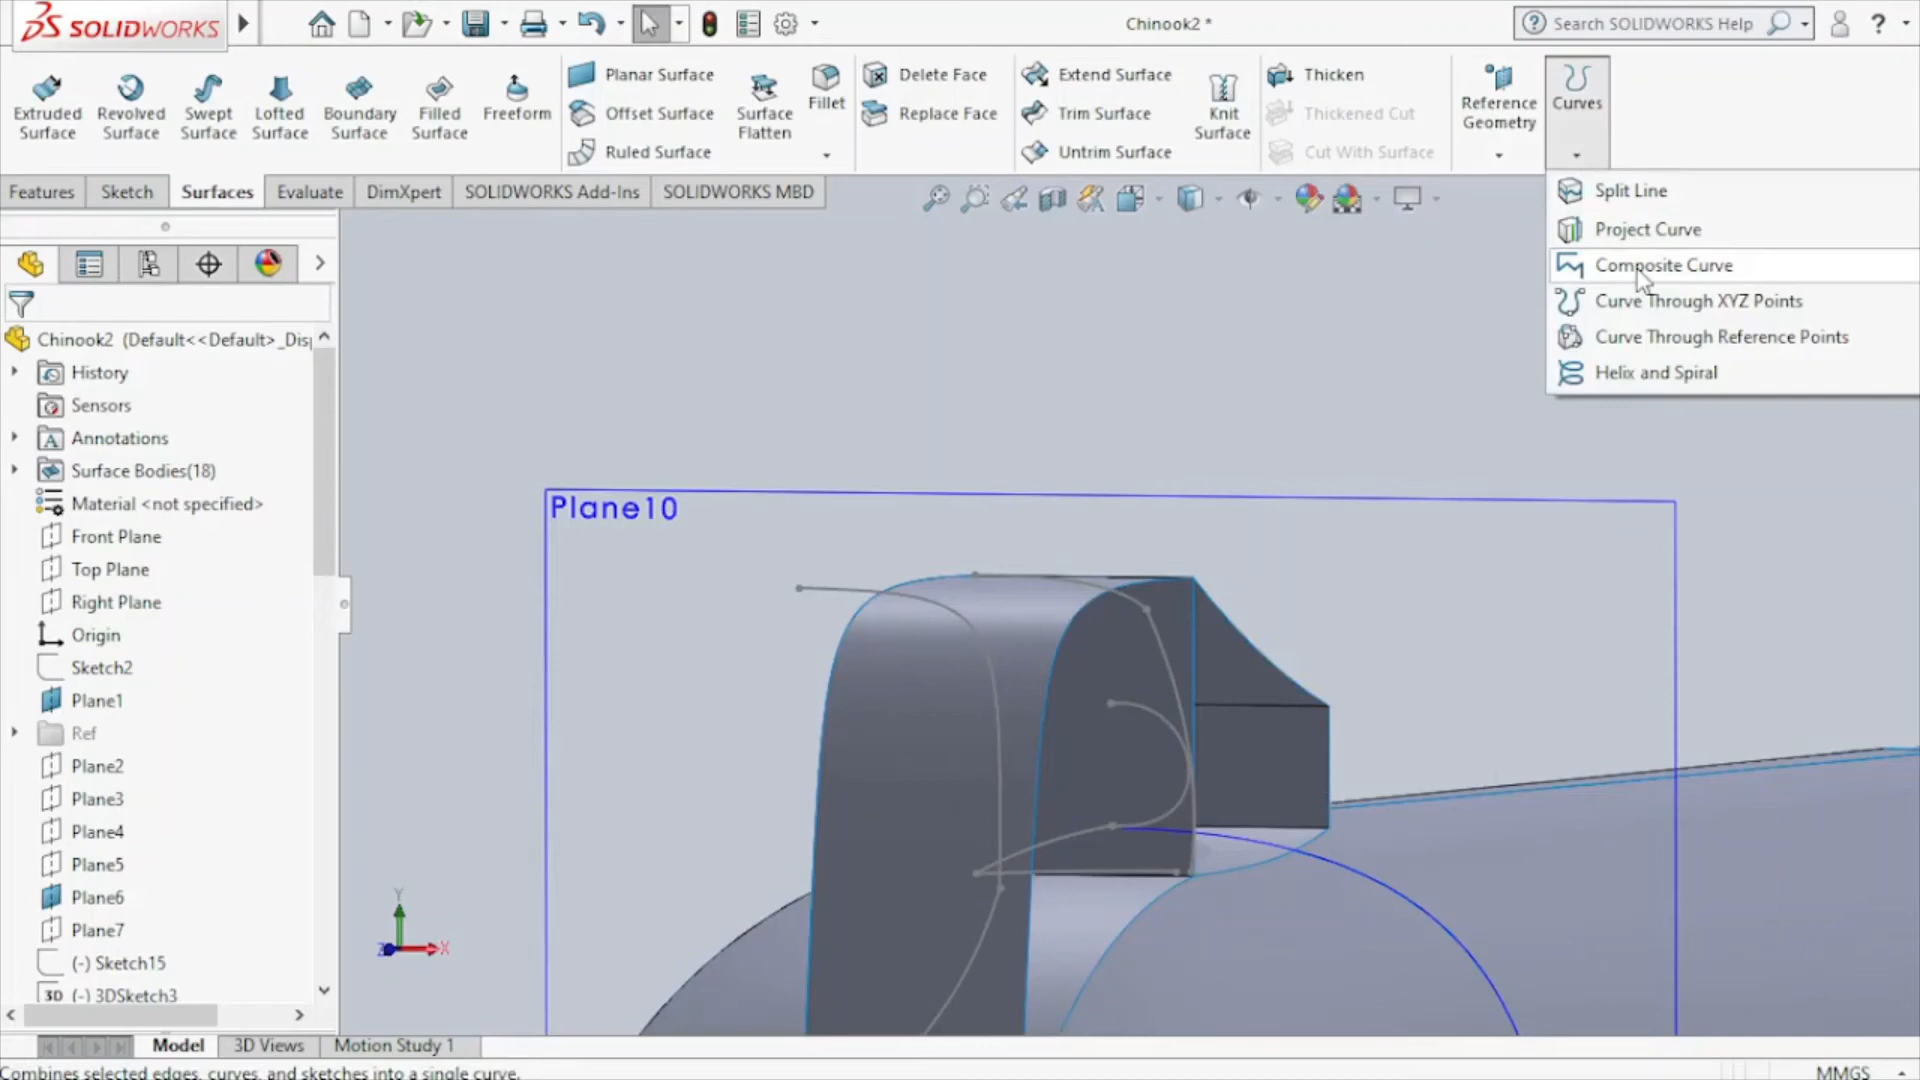 SOLIDWORKS
Chinook2 *
Search SOLIDWORKS Help
?
Extruded Surface
Revolved Surface
Swept Surface
Lofted Surface
Boundary Surface
Filled Surface
Freeform
Planar Surface
Offset Surface
Ruled Surface
Surface Flatten
Fillet
Delete Face
Replace Face
Extend Surface
Trim Surface
Untrim Surface
Knit Surface
Thicken
Thickened Cut
Cut With Surface
Reference Geometry
Curves
Features
Sketch
Surfaces
Evaluate
DimXpert
SOLIDWORKS Add-Ins
SOLIDWORKS MBD
Split Line
Project Curve
Composite Curve
Curve Through XYZ Points
Curve Through Reference Points
Helix and Spiral
Chinook2 (Default<<Default>_Disp
History
Sensors
Annotations
Surface Bodies(18)
Material <not specified>
Front Plane
Top Plane
Right Plane
Origin
Sketch2
Plane1
Ref
Plane2
Plane3
Plane4
Plane5
Plane6
Plane7
(-) Sketch15
3D (-) 3DSketch3
Plane10
Y
X
Z
Model
3D Views
Motion Study 1
Combines selected edges, curves, and sketches into a single curve.
MMGS